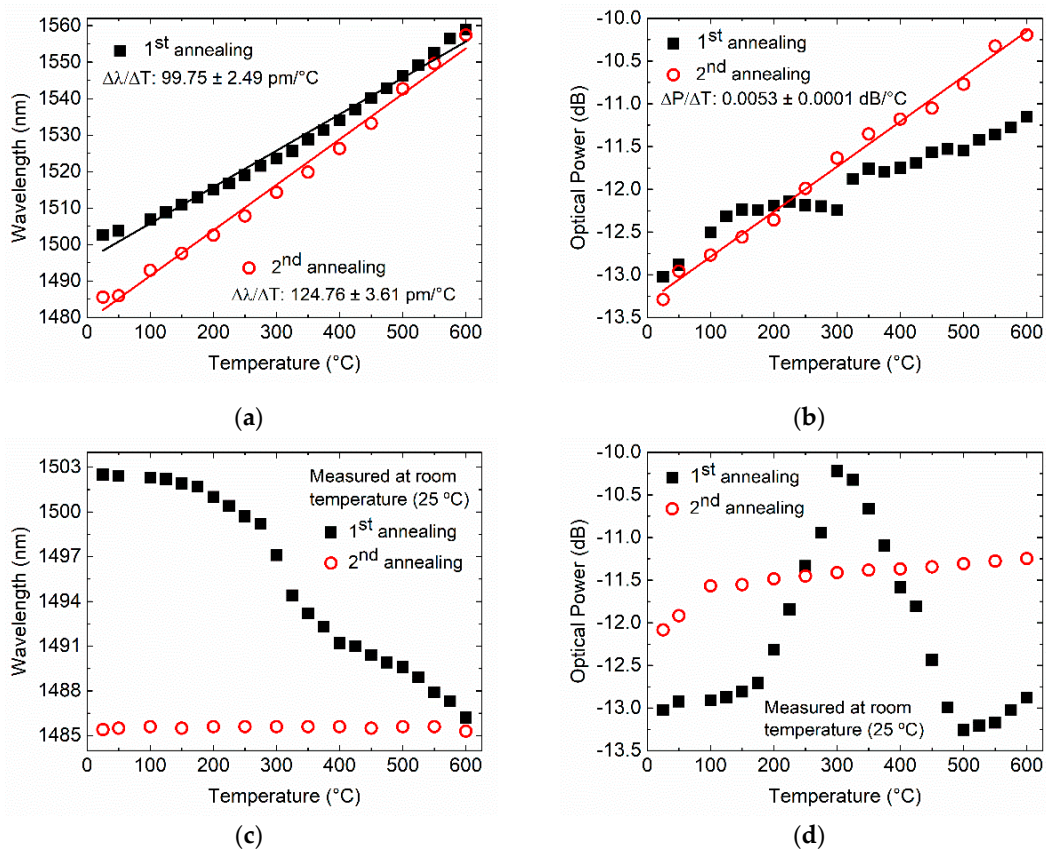 (a)
Wavelength (nm)
1560
1550
1540
1530
1520
1510
1500
1490
1480
1st annealing
Δλ/ΔT: 99.75 ± 2.49 pm/°C
2nd annealing
Δλ/ΔT: 124.76 ± 3.61 pm/°C
0 100 200 300 400 500 600
Temperature (°C)
(b)
Optical Power (dB)
-10.0
-10.5
-11.0
-11.5
-12.0
-12.5
-13.0
-13.5
1st annealing
2nd annealing
ΔP/ΔT: 0.0053 ± 0.0001 dB/°C
0 100 200 300 400 500 600
Temperature (°C)
(a)
(b)
Wavelength (nm)
1503
1500
1497
1494
1491
1488
1485
Measured at room
temperature (25 ºC)
1st annealing
2nd annealing
0 100 200 300 400 500 600
Temperature (°C)
(c)
Optical Power (dB)
-10.0
-10.5
-11.0
-11.5
-12.0
-12.5
-13.0
-13.5
1st annealing
2nd annealing
Measured at room
temperature (25 ºC)
0 100 200 300 400 500 600
Temperature (°C)
(d)
(c)
(d)